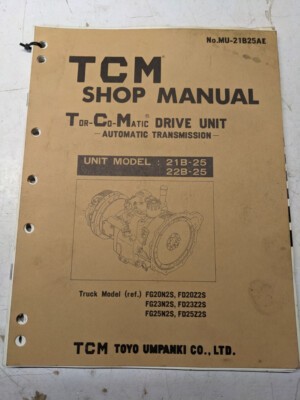 No.MU-21B25AE
TCM
SHOP MANUAL
TOR-CO-MATIC® DRIVE UNIT
—AUTOMATIC TRANSMISSION—
UNIT MODEL : 21B-25
22B-25
Truck Model (ref.) FG20N2S, FD20Z2S
FG23N2S, FD23Z2S
FG25N2S, FD25Z2S
TCM TOYO UMPANKI CO., LTD.